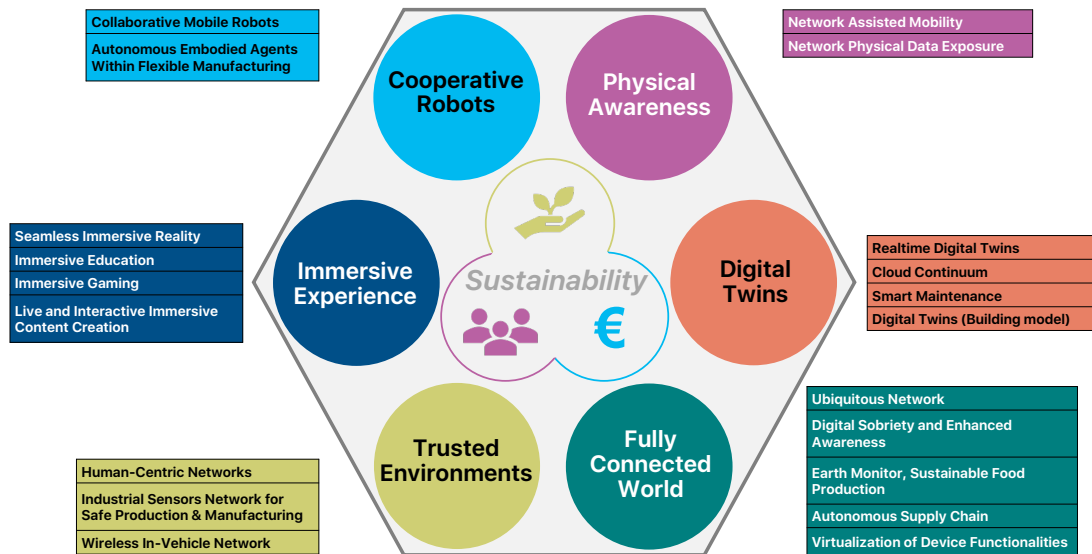 Collaborative Mobile Robots
Autonomous Embodied Agents
Within Flexible Manufacturing
Cooperative
Robots
Physical
Awareness
Network Assisted Mobility
Network Physical Data Exposure
Seamless Immersive Reality
Immersive Education
Immersive Gaming
Live and Interactive Immersive
Content Creation
Immersive
Experience
Sustainability
€
Digital
Twins
Realtime Digital Twins
Cloud Continuum
Smart Maintenance
Digital Twins (Building model)
Human-Centric Networks
Industrial Sensors Network for
Safe Production & Manufacturing
Wireless In-Vehicle Network
Trusted
Environments
Fully
Connected
World
Ubiquitous Network
Digital Sobriety and Enhanced
Awareness
Earth Monitor, Sustainable Food
Production
Autonomous Supply Chain
Virtualization of Device Functionalities